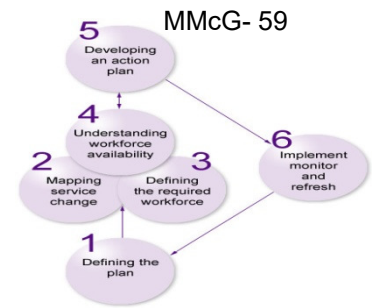 MMcG- 59
5
Developing
an action
plan
4
Understanding
workforce
availability
2
Mapping
service
change
3
Defining
the required
workforce
6
Implement
monitor
and
refresh
1
Defining the
plan